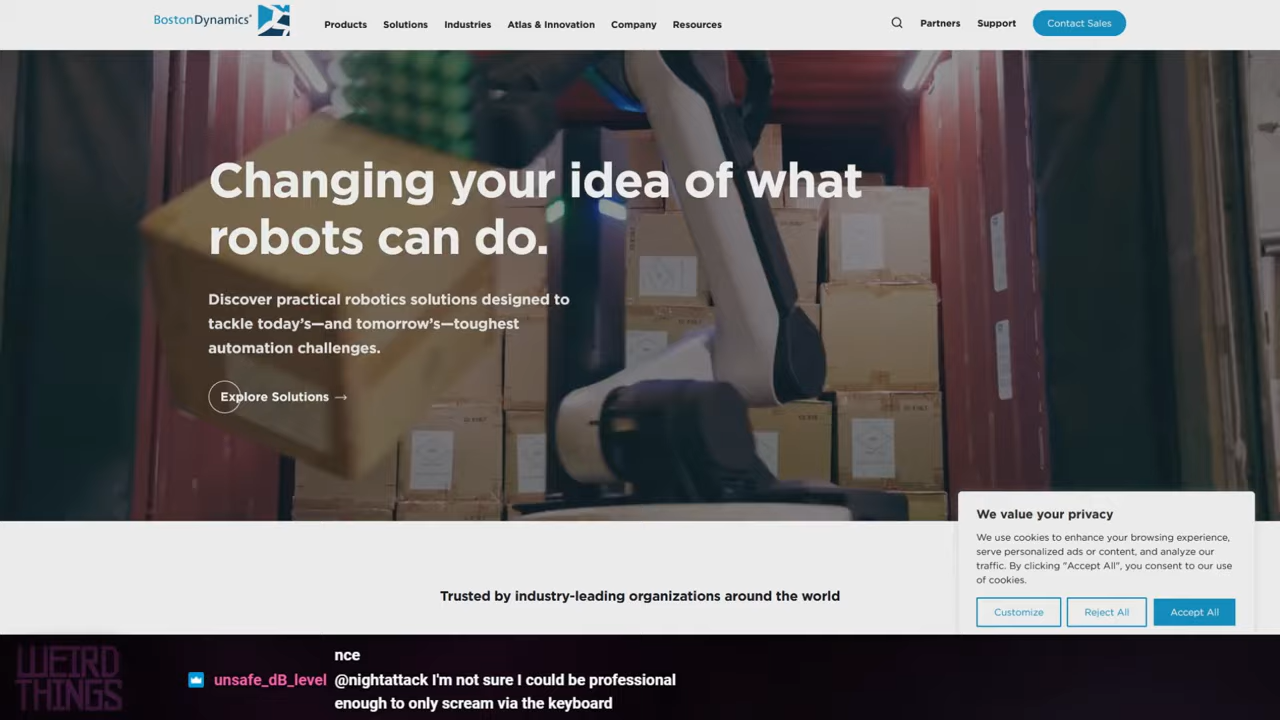 BostonDynamics
Products
Solutions
Industries
Atlas & Innovation
Company
Resources
Partners
Support
Contact Sales
Changing your idea of what
robots can do.
Discover practical robotics solutions designed to
tackle today's—and tomorrow's—toughest
automation challenges.
Explore Solutions →
We value your privacy
We use cookies to enhance your browsing experience,
serve personalized ads or content, and analyze our
traffic. By clicking "Accept All", you consent to our use
of cookies.
Customize
Reject All
Accept All
Trusted by industry-leading organizations around the world
WEIRD
THINGS
nce
unsafe_dB_level @nightattack I'm not sure I could be professional
enough to only scream via the keyboard